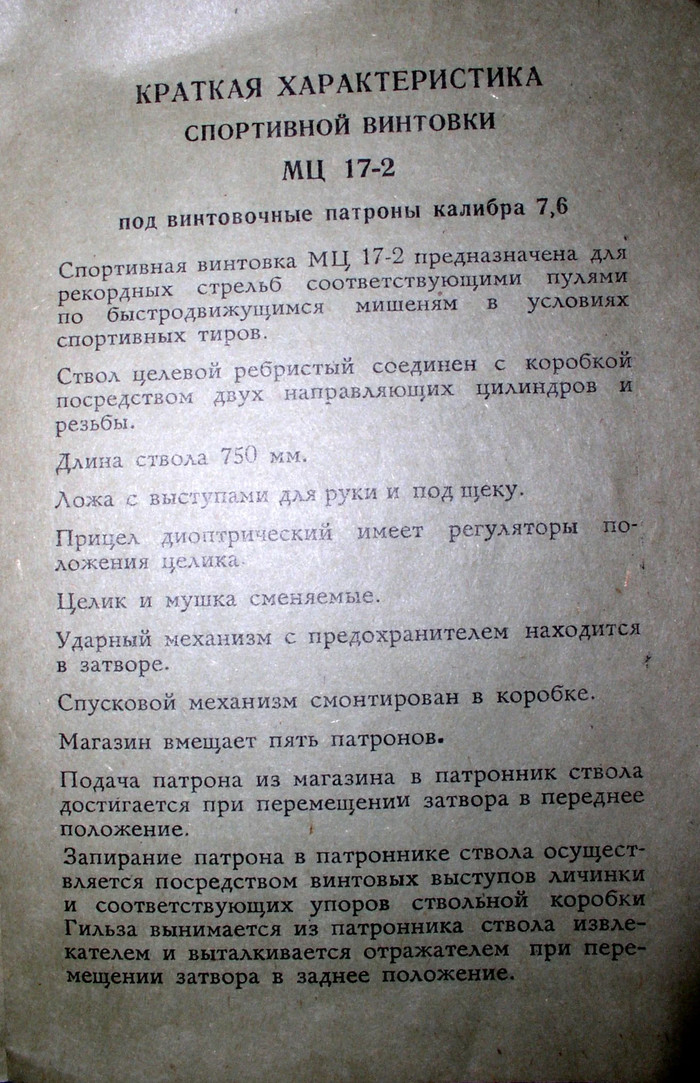 КРАТКАЯ ХАРАКТЕРИСТИКА
СПОРТИВНОЙ ВИНТОВКИ
МЦ 17-2
под винтовочные патроны калибра 7,6
Спортивная винтовка МЦ 17-2 предназначена для
рекордных стрельб соответствующими пулями
по быстродвижущимся мишеням в условиях
спортивных тиров.
Ствол целевой ребристый соединен с коробкой
посредством двух направляющих цилиндров и
резьбы.
Длина ствола 750 мм.
Ложа с выступами для руки и под щеку.
Прицел диоптрический имеет регуляторы по-
ложения целика.
Целик и мушка сменяемые.
Ударный механизм с предохранителем находится
в затворе.
Спусковой механизм смонтирован в коробке.
Магазин вмещает пять патронов.
Подача патрона из магазина в патронник ствола
достигается при перемещении затвора в переднее
положение.
Запирание патрона в патроннике ствола осущест-
вляется посредством винтовых выступов личинки
и соответствующих упоров ствольной коробки
Гильза вынимается из патронника ствола извле-
кателем и выталкивается отражателем при пере-
мещении затвора в заднее положение.